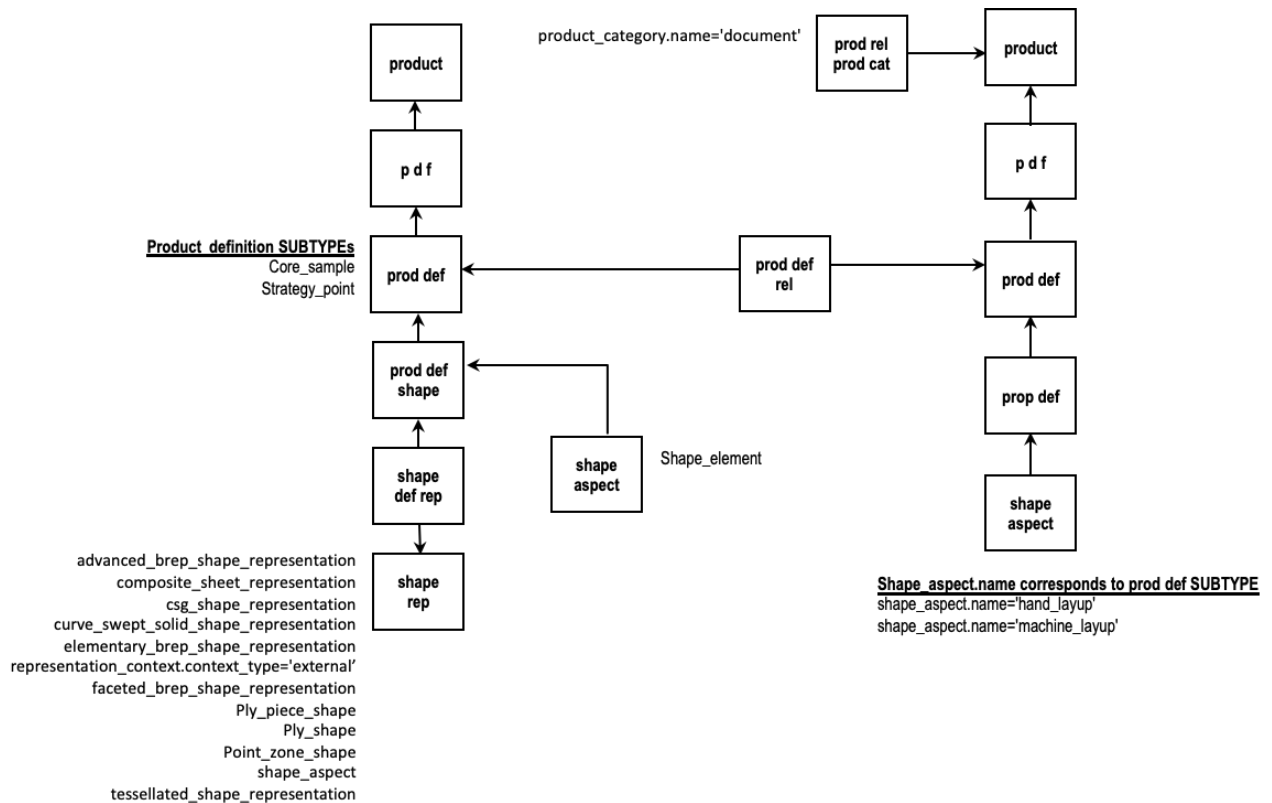 product_category.name='document'
prod rel
prod cat
product
product
p d f
p d f
Product_definition SUBTYPEs
Core_sample
Strategy_point
prod def
prod def
rel
prod def
prod def
shape
prop def
shape
def rep
shape
aspect
Shape_element
shape
aspect
advanced_brep_shape_representation
composite_sheet_representation
csg_shape_representation
curve_swept_solid_shape_representation
elementary_brep_shape_representation
representation_context.context_type='external’
faceted_brep_shape_representation
Ply_piece_shape
Ply_shape
Point_zone_shape
shape_aspect
tessellated_shape_representation
shape
rep
Shape_aspect.name corresponds to prod def SUBTYPE
shape_aspect.name='hand_layup'
shape_aspect.name='machine_layup'